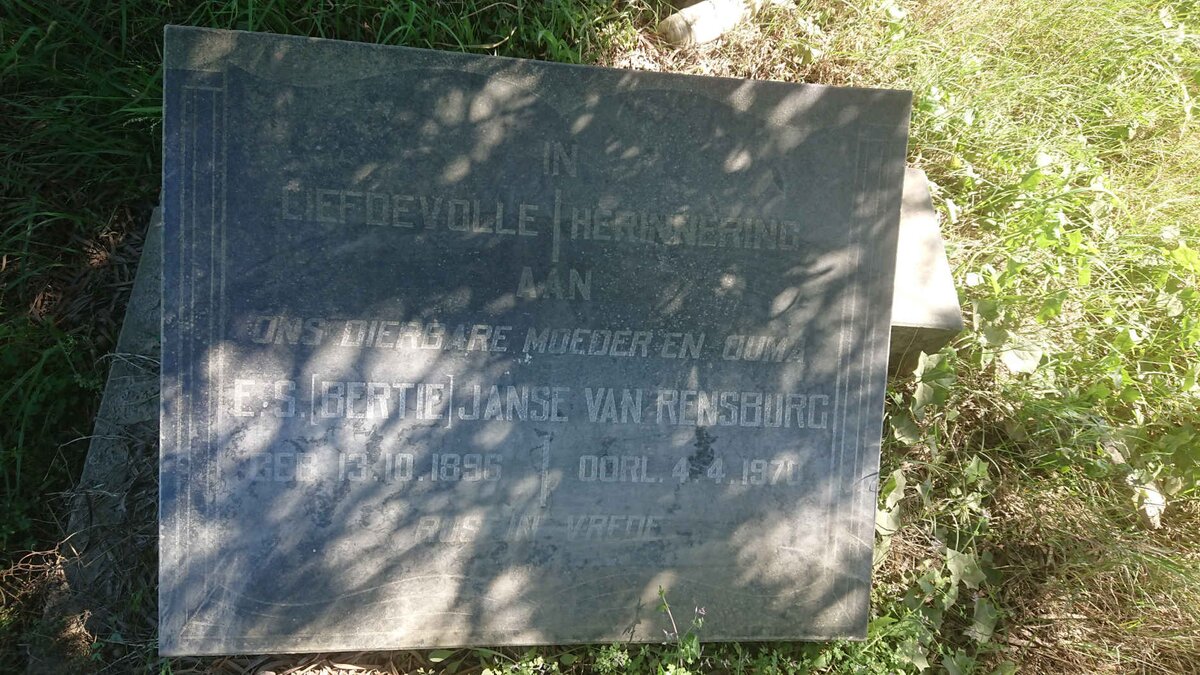 IN
LIEFDEVOLLE HERINNERING
AAN
ONS DIERBARE MOEDER EN OUMA
E.S. [BERTIE] JANSE VAN RENSBURG
GEB. 13.10.1896 OORL. 4.4.1970
RUS IN VREDE